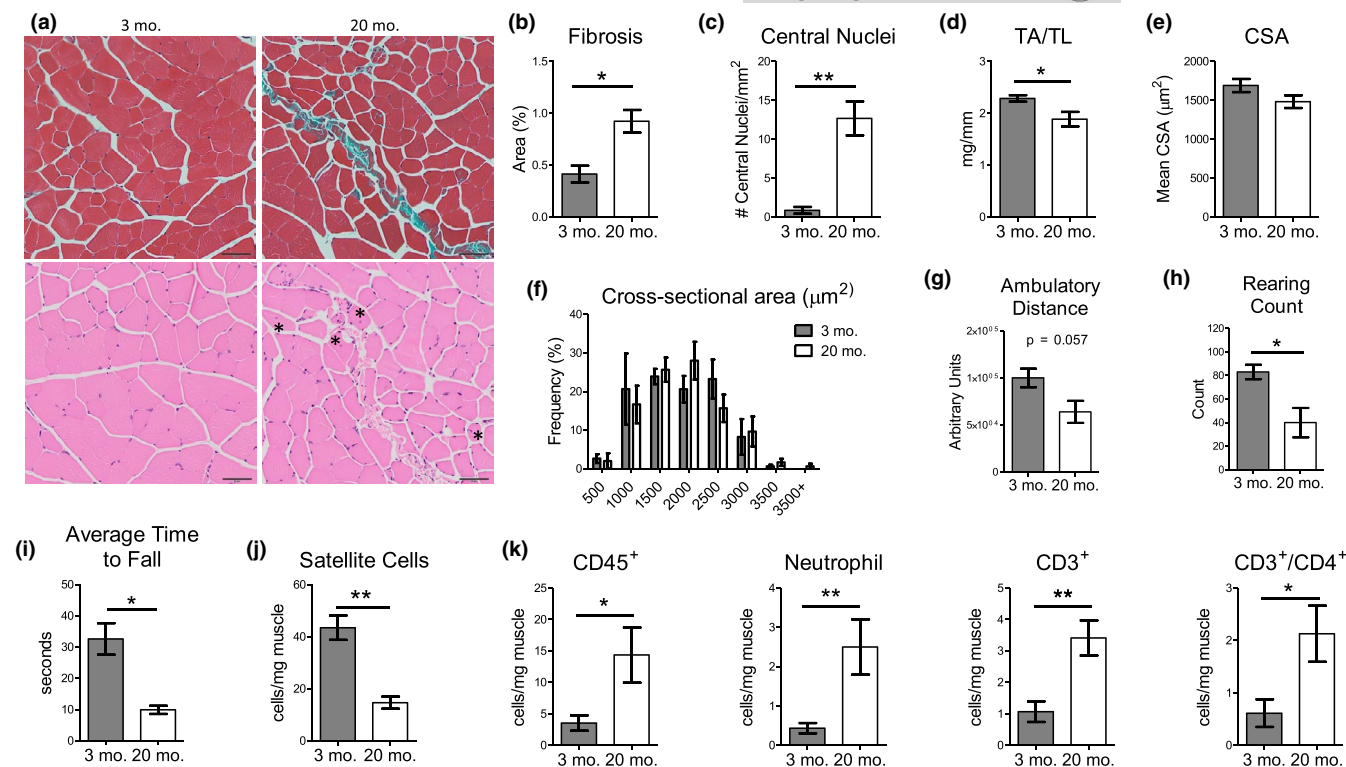 (a) 3 mo. 20 mo.
* * * *
(b) Fibrosis
Area (%)
1.5
1.0
0.5
0.0
*
3 mo. 20 mo.
(c) Central Nuclei
# Central Nuclei/mm²
20
15
10
5
0
**
3 mo. 20 mo.
(d) TA/TL
mg/mm
3
2
1
0
*
3 mo. 20 mo.
(e) CSA
Mean CSA (μm²)
2000
1500
1000
500
0
3 mo. 20 mo.
(f) Cross-sectional area (μm²)
Frequency (%)
40
30
20
10
0
3 mo.
20 mo.
500 1000 1500 2000 2500 3000 3500 3500+
(g) Ambulatory
Distance
Arbitrary Units
2x10⁰⁵
1x10⁰⁵
5x10⁰⁴
0
p = 0.057
3 mo. 20 mo.
(h) Rearing
Count
Count
120
100
80
60
40
20
0
*
3 mo. 20 mo.
(i) Average Time
to Fall
seconds
50
40
30
20
10
0
*
3 mo. 20 mo.
(j) Satellite Cells
cells/mg muscle
60
40
20
0
**
3 mo. 20 mo.
(k) CD45⁺
cells/mg muscle
25
20
15
10
5
0
*
3 mo. 20 mo.
Neutrophil
cells/mg muscle
4
3
2
1
0
**
3 mo. 20 mo.
CD3⁺
cells/mg muscle
5
4
3
2
1
0
**
3 mo. 20 mo.
CD3⁺/CD4⁺
cells/mg muscle
3
2
1
0
*
3 mo. 20 mo.